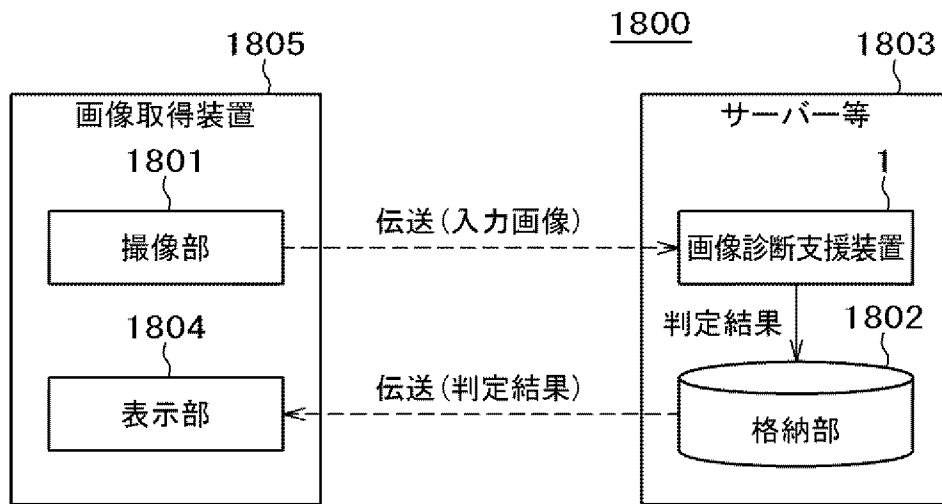 1800
1805
画像取得装置
1801
撮像部
1804
表示部
伝送(入力画像)
伝送(判定結果)
1803
サーバー等
1
画像診断支援装置
判定結果
1802
格納部